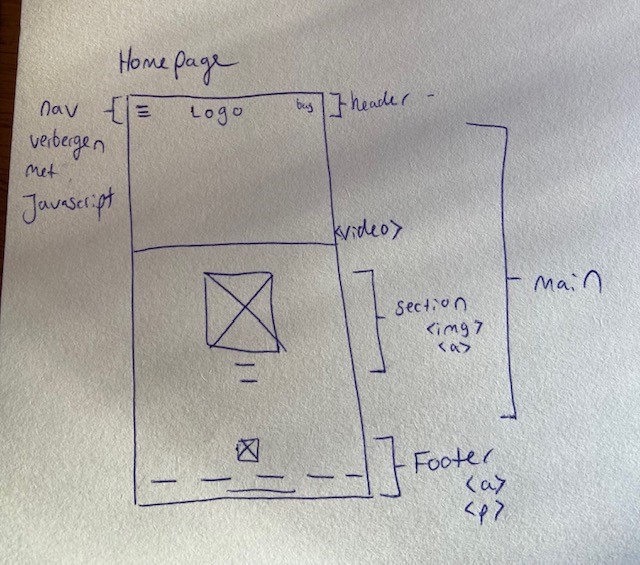 Homepage
nav
verbergen
met
Javascript
Logo
bag
header
<video>
section
<img>
<a>
main
Footer
<a>
<p>